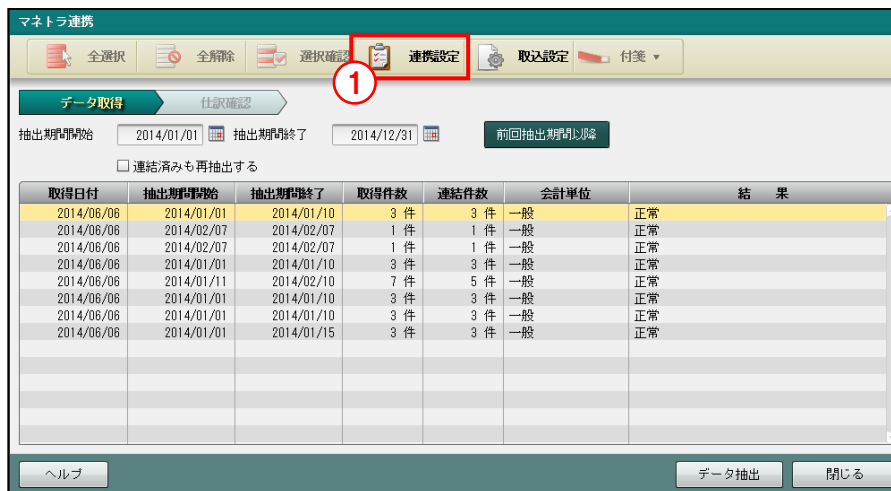 マネトラ連携
全選択 全解除 選択確認 連携設定 取込設定 付箋 ▼
1
データ取得 仕訳確認
抽出期間開始 2014/01/01 抽出期間終了 2014/12/31 前回抽出期間以降
連結済みも再抽出する
取得日付 抽出期間開始 抽出期間終了 取得件数 連結件数 会計単位 結 果
2014/06/06 2014/01/01 2014/01/10 3 件 3 件 一般 正常
2014/06/06 2014/02/07 2014/02/07 1 件 1 件 一般 正常
2014/06/06 2014/02/07 2014/02/07 1 件 1 件 一般 正常
2014/06/06 2014/01/01 2014/01/10 3 件 3 件 一般 正常
2014/06/06 2014/01/11 2014/02/10 7 件 5 件 一般 正常
2014/06/06 2014/01/01 2014/01/10 3 件 3 件 一般 正常
2014/06/06 2014/01/01 2014/01/10 3 件 3 件 一般 正常
2014/06/06 2014/01/01 2014/01/15 3 件 3 件 一般 正常
ヘルプ データ抽出 閉じる